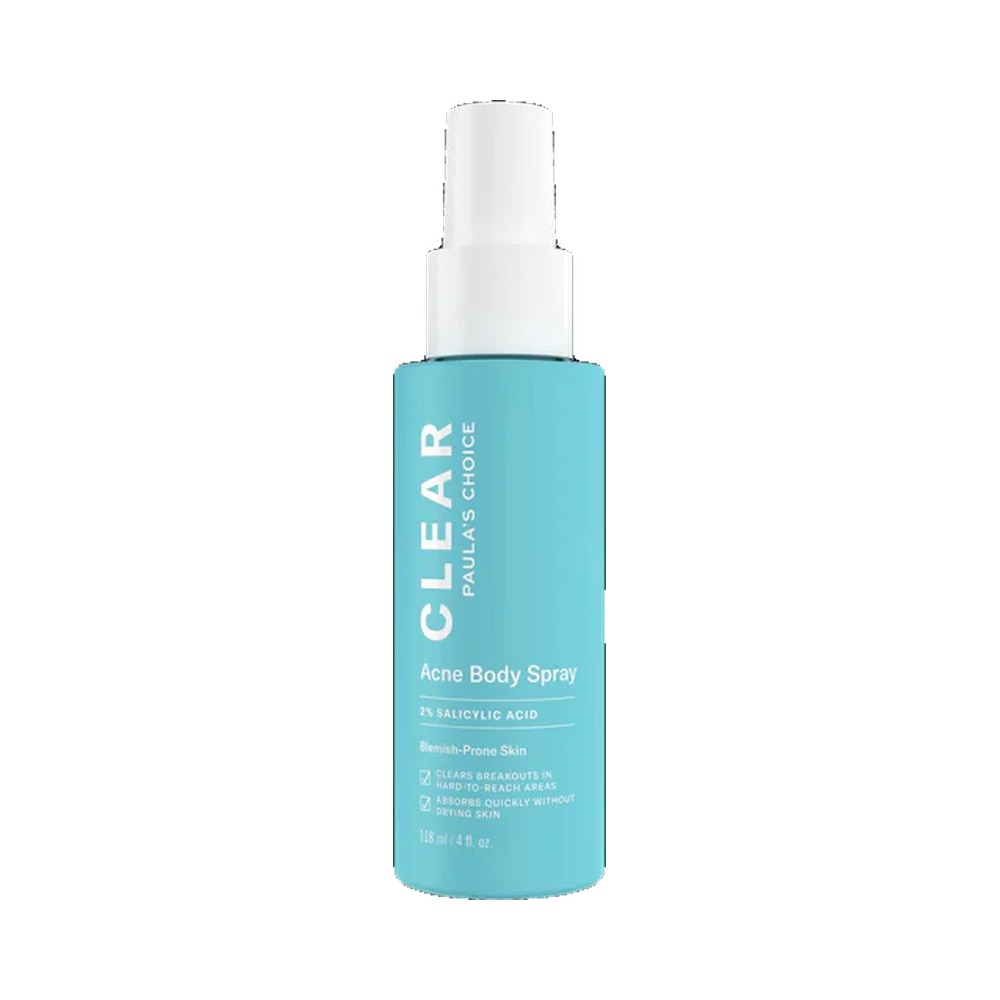 CLEAR
PAULA'S CHOICE
Acne Body Spray
2% SALICYLIC ACID
Blemish-Prone Skin
CLEARS BREAKOUTS IN
HARD-TO-REACH AREAS
ABSORBS QUICKLY WITHOUT
DRYING SKIN
118 ml / 4 fl. oz.